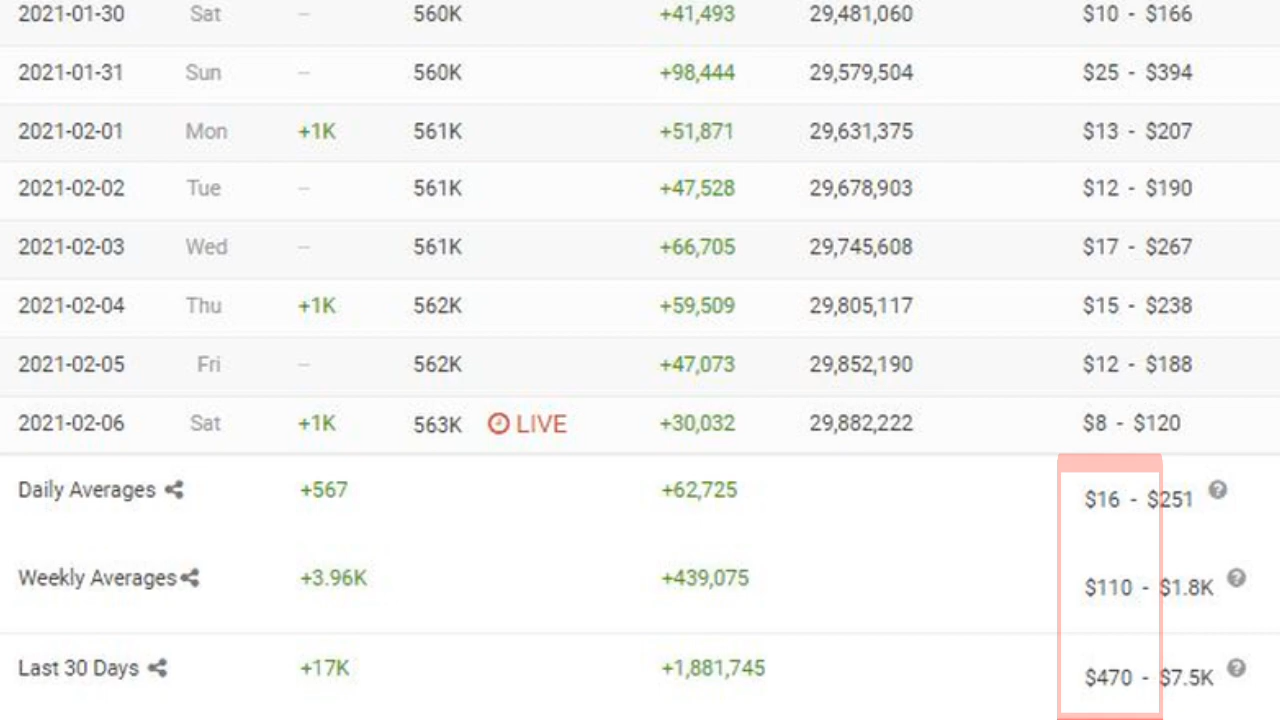 2021-01-30 Sat – 560K +41,493 29,481,060 $10 - $166
2021-01-31 Sun – 560K +98,444 29,579,504 $25 - $394
2021-02-01 Mon +1K 561K +51,871 29,631,375 $13 - $207
2021-02-02 Tue – 561K +47,528 29,678,903 $12 - $190
2021-02-03 Wed – 561K +66,705 29,745,608 $17 - $267
2021-02-04 Thu +1K 562K +59,509 29,805,117 $15 - $238
2021-02-05 Fri – 562K +47,073 29,852,190 $12 - $188
2021-02-06 Sat +1K 563K LIVE +30,032 29,882,222 $8 - $120
Daily Averages +567 +62,725 $16 - $251
Weekly Averages +3.96K +439,075 $110 - $1.8K
Last 30 Days +17K +1,881,745 $470 - $7.5K